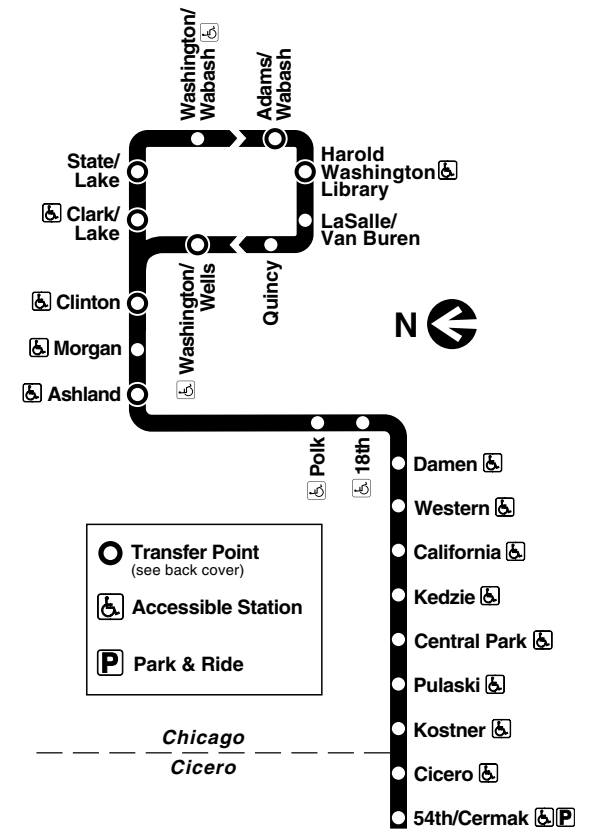 Washington/
Wabash
Adams/
Wabash
State/
Lake
Harold
Washington
Library
Clark/
Lake
LaSalle/
Van Buren
Washington/
Wells
Quincy
Clinton
N
Morgan
Ashland
Polk
18th
Damen
Western
California
Kedzie
Central Park
Pulaski
Kostner
Cicero
54th/Cermak P
Transfer Point
(see back cover)
Accessible Station
P Park & Ride
Chicago
Cicero